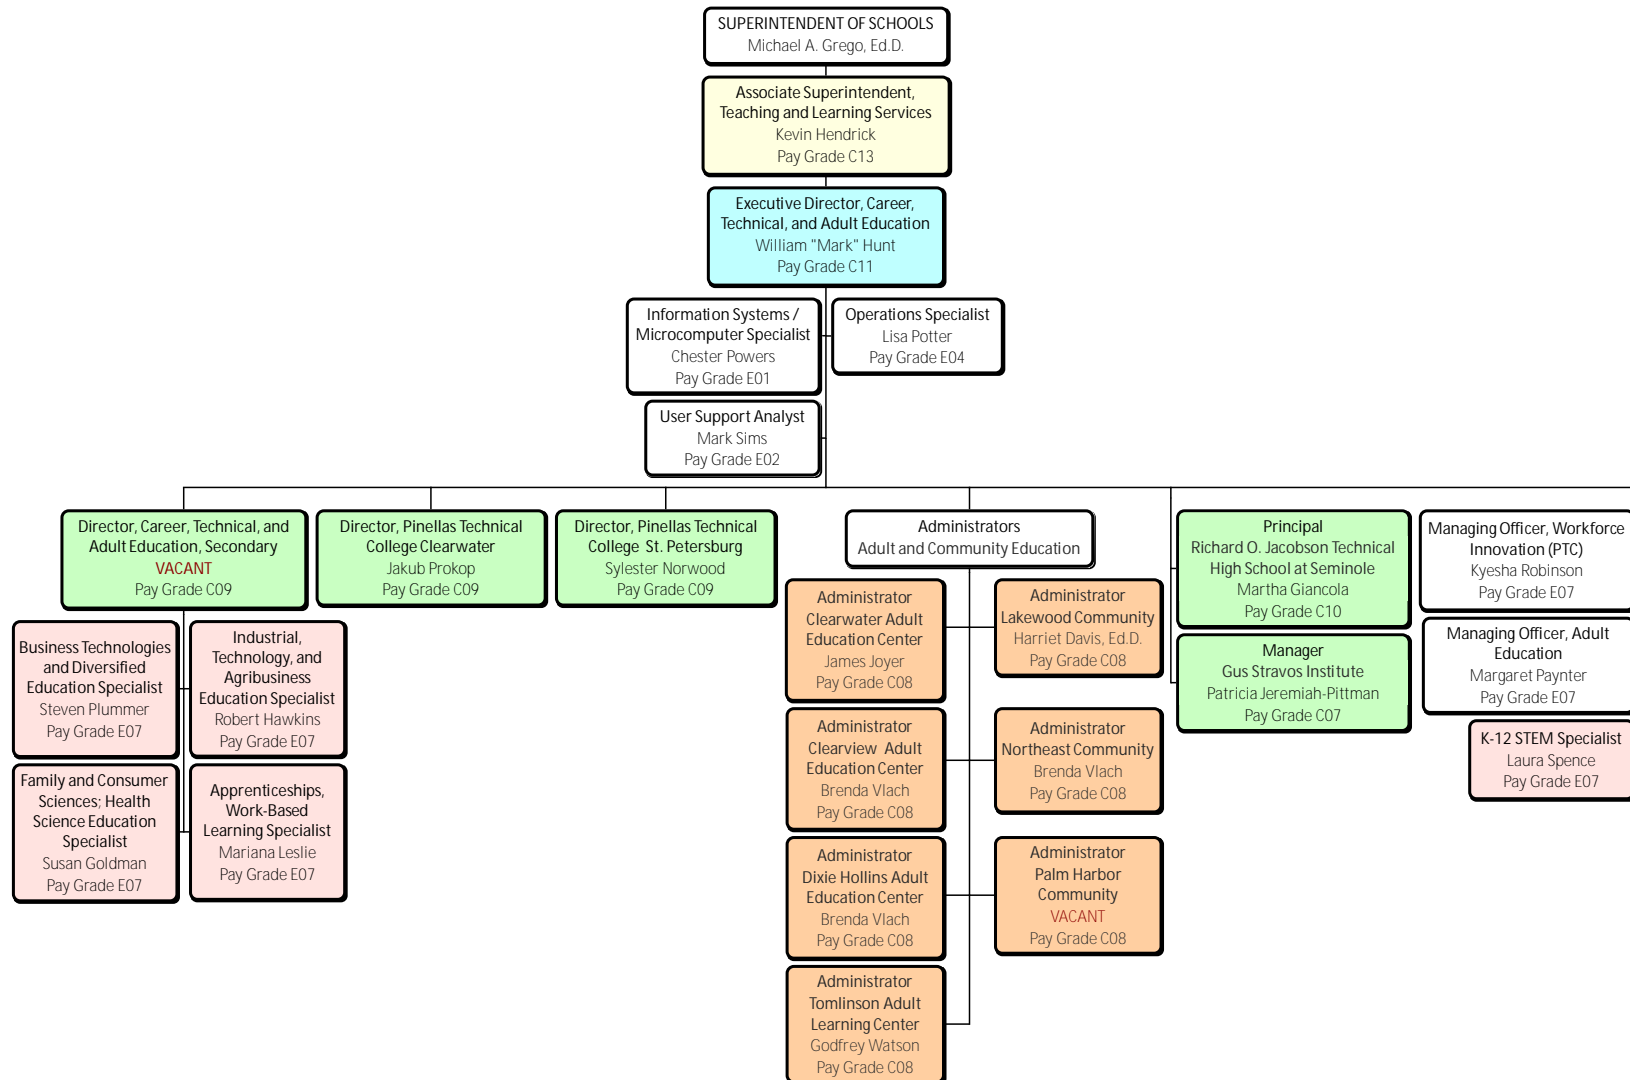 SUPERINTENDENT OF SCHOOLS
Michael A. Grego, Ed.D.
Associate Superintendent,
Teaching and Learning Services
Kevin Hendrick
Pay Grade C13
Executive Director, Career,
Technical, and Adult Education
William "Mark" Hunt
Pay Grade C11
Information Systems /
Microcomputer Specialist
Chester Powers
Pay Grade E01
Operations Specialist
Lisa Potter
Pay Grade E04
User Support Analyst
Mark Sims
Pay Grade E02
Director, Career, Technical, and
Adult Education, Secondary
VACANT
Pay Grade C09
Director, Pinellas Technical
College Clearwater
Jakub Prokop
Pay Grade C09
Director, Pinellas Technical
College St. Petersburg
Sylester Norwood
Pay Grade C09
Administrators
Adult and Community Education
Principal
Richard O. Jacobson Technical
High School at Seminole
Martha Giancola
Pay Grade C10
Managing Officer, Workforce
Innovation (PTC)
Kyesha Robinson
Pay Grade E07
Business Technologies
and Diversified
Education Specialist
Steven Plummer
Pay Grade E07
Industrial,
Technology, and
Agribusiness
Education Specialist
Robert Hawkins
Pay Grade E07
Family and Consumer
Sciences; Health
Science Education
Specialist
Susan Goldman
Pay Grade E07
Apprenticeships,
Work-Based
Learning Specialist
Mariana Leslie
Pay Grade E07
Administrator
Clearwater Adult
Education Center
James Joyer
Pay Grade C08
Administrator
Lakewood Community
Harriet Davis, Ed.D.
Pay Grade C08
Administrator
Clearview Adult
Education Center
Brenda Vlach
Pay Grade C08
Administrator
Northeast Community
Brenda Vlach
Pay Grade C08
Administrator
Dixie Hollins Adult
Education Center
Brenda Vlach
Pay Grade C08
Administrator
Palm Harbor
Community
VACANT
Pay Grade C08
Administrator
Tomlinson Adult
Learning Center
Godfrey Watson
Pay Grade C08
Manager
Gus Stravos Institute
Patricia Jeremiah-Pittman
Pay Grade C07
Managing Officer, Adult
Education
Margaret Paynter
Pay Grade E07
K-12 STEM Specialist
Laura Spence
Pay Grade E07